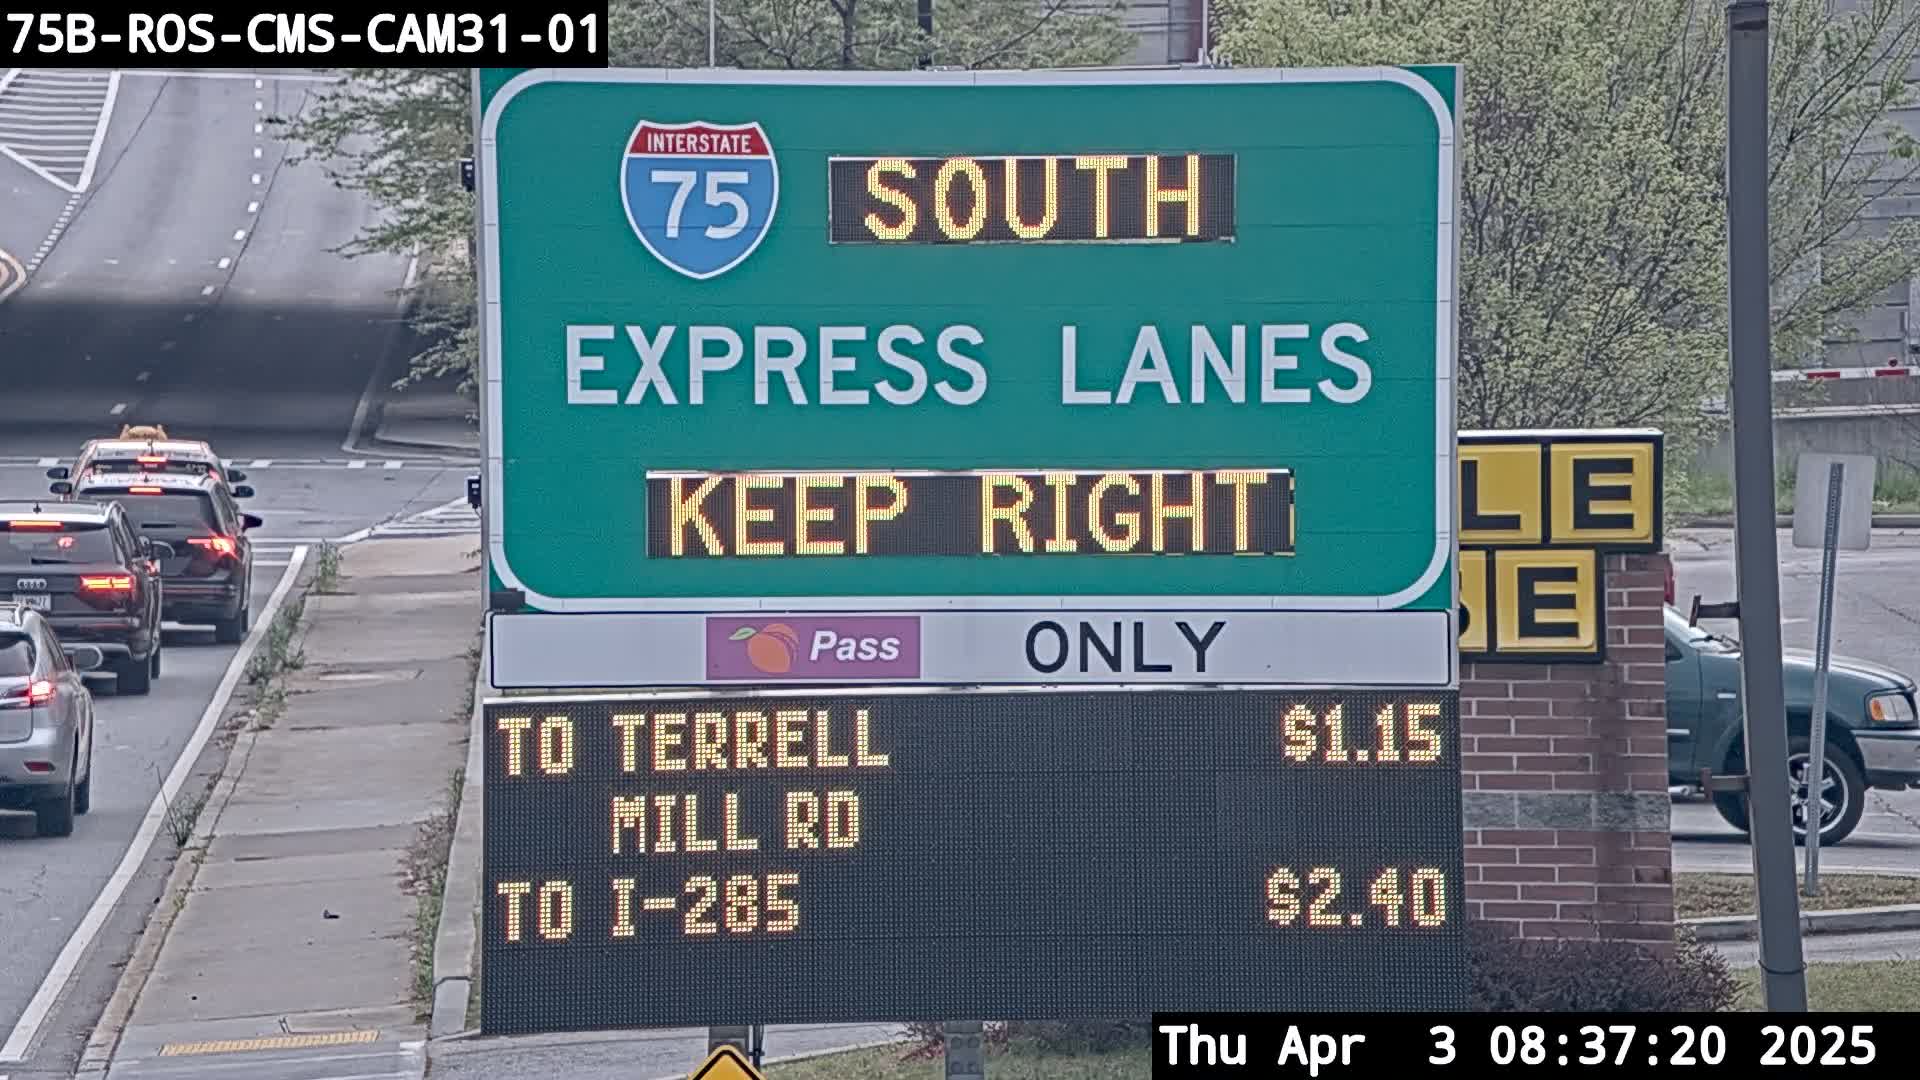 75B-ROS-CMS-CAM31-01
INTERSTATE
75
SOUTH
EXPRESS LANES
KEEP RIGHT
Pass ONLY
TO TERRELL $1.15
MILL RD
TO I-285 $2.40
LE
E
Thu Apr 3 08:37:20 2025